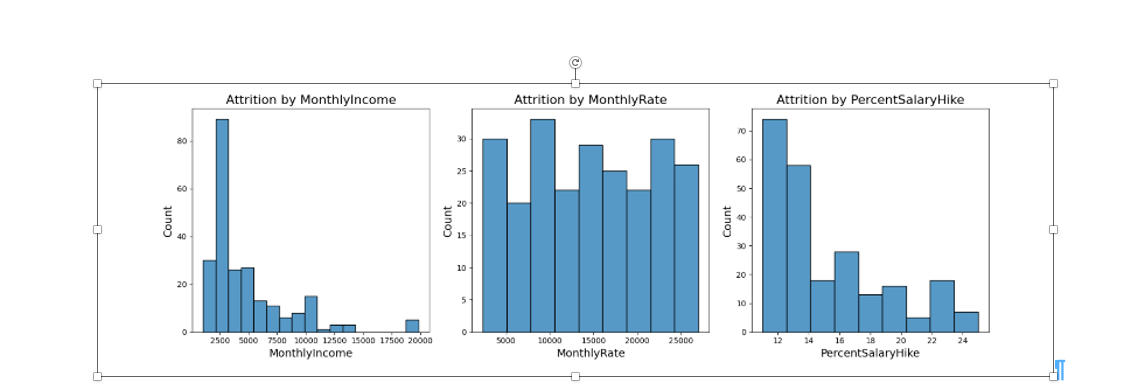 Attrition by MonthlyIncome
Count
80
60
40
20
0
2500 5000 7500 10000 12500 15000 17500 20000
MonthlyIncome
Attrition by MonthlyRate
Count
30
25
20
15
10
5
0
5000 10000 15000 20000 25000
MonthlyRate
Attrition by PercentSalaryHike
Count
70
60
50
40
30
20
10
0
12 14 16 18 20 22 24
PercentSalaryHike
¶